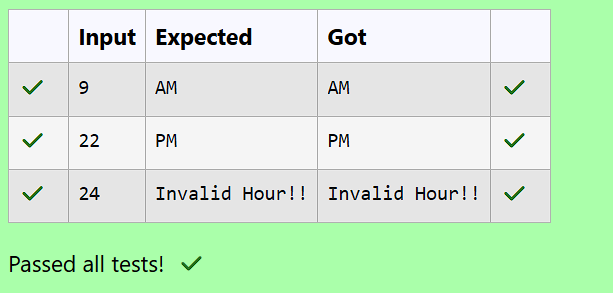 Input Expected Got
9 AM AM
22 PM PM
24 Invalid Hour!! Invalid Hour!!
Passed all tests!